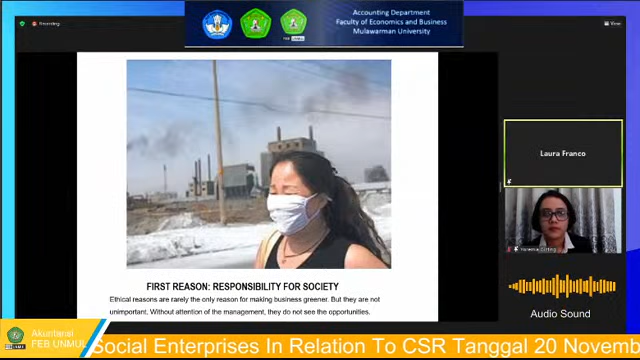 Accounting Department
Faculty of Economics and Business
Mulawarman University
Recording
View
Laura Franco
FIRST REASON: RESPONSIBILITY FOR SOCIETY
Ethical reasons are rarely the only reason for making business greener. But they are not
unimportant. Without attention of the management, they do not see the opportunities.
Audio Sound
Akuntansi
FEB UNMUL
Social Enterprises In Relation To CSR Tanggal 20 Novemb